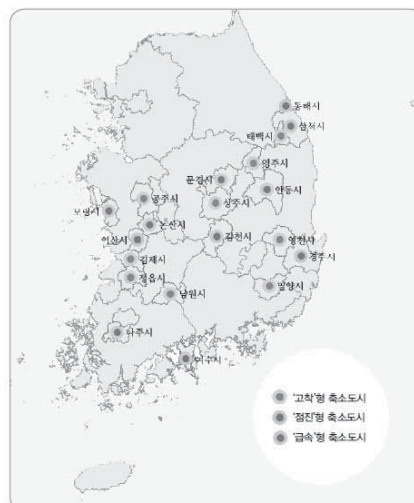 동해시
삼척시
태백시
영주시
문경시
안동시
공주시
상주시
보령시
논산시
익산시
김천시
영천시
경주시
김제시
정읍시
남원시
밀양시
나주시
여수시
'고착'형 축소도시
'점진'형 축소도시
'급속'형 축소도시